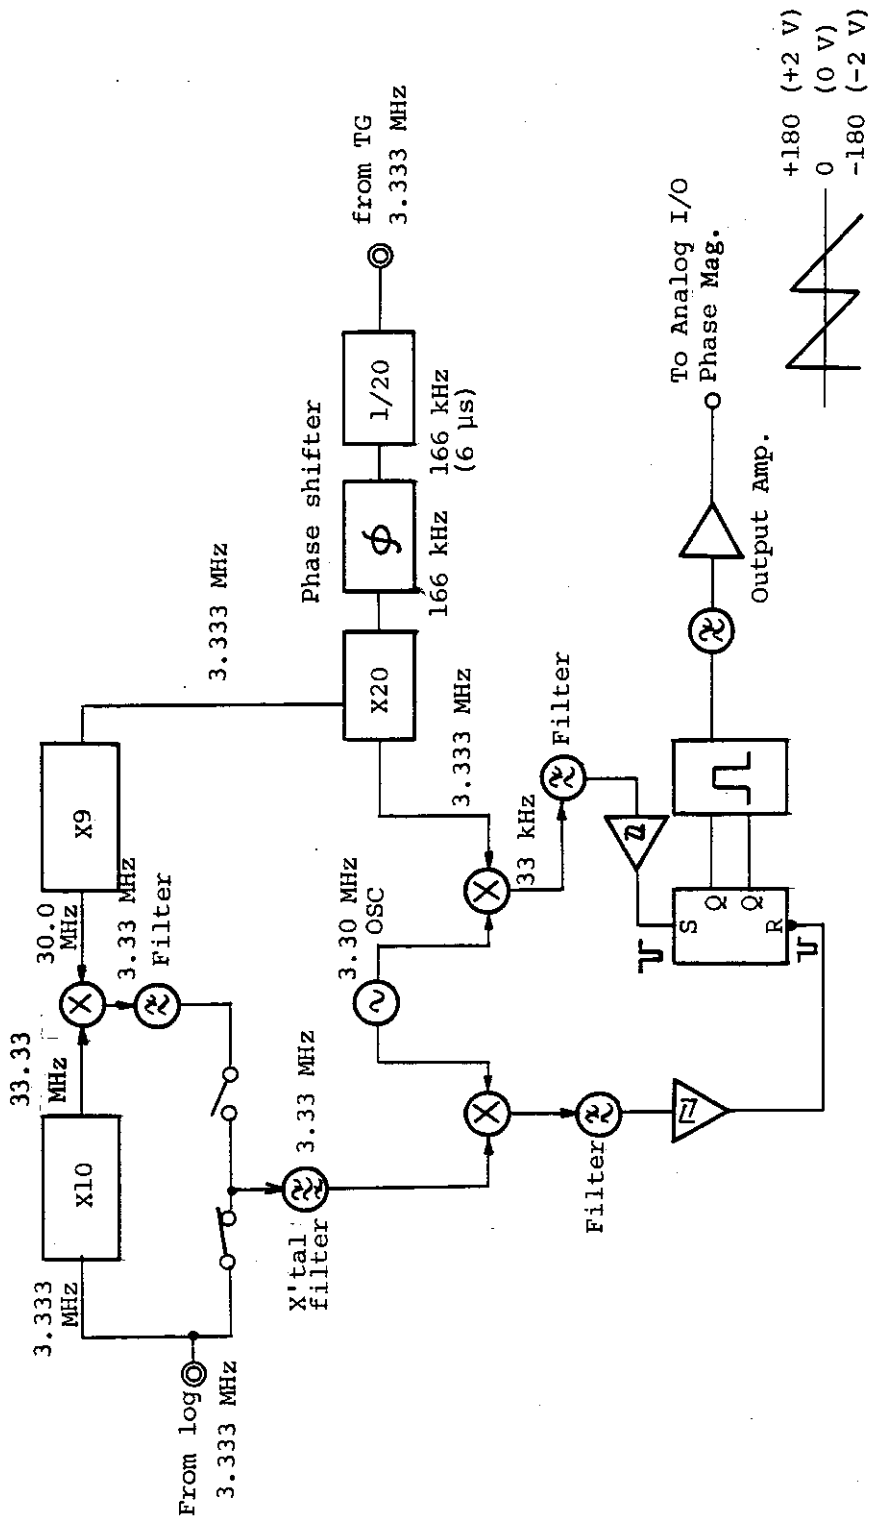 From log
3.333 MHz
3.333
MHz
X10
33.33
MHz
30.0
MHz
X9
3.33 MHz
Filter
3.333 MHz
X'tal
filter
3.33 MHz
3.30 MHz
OSC
X20
166 kHz
Phase shifter
ϕ
166 kHz
(6 µs)
1/20
from TG
3.333 MHz
3.333 MHz
33 kHz
Filter
Filter
S
Q
Q
R
Output Amp.
To Analog I/O
Phase Mag.
+180 (+2 V)
0 (0 V)
-180 (-2 V)